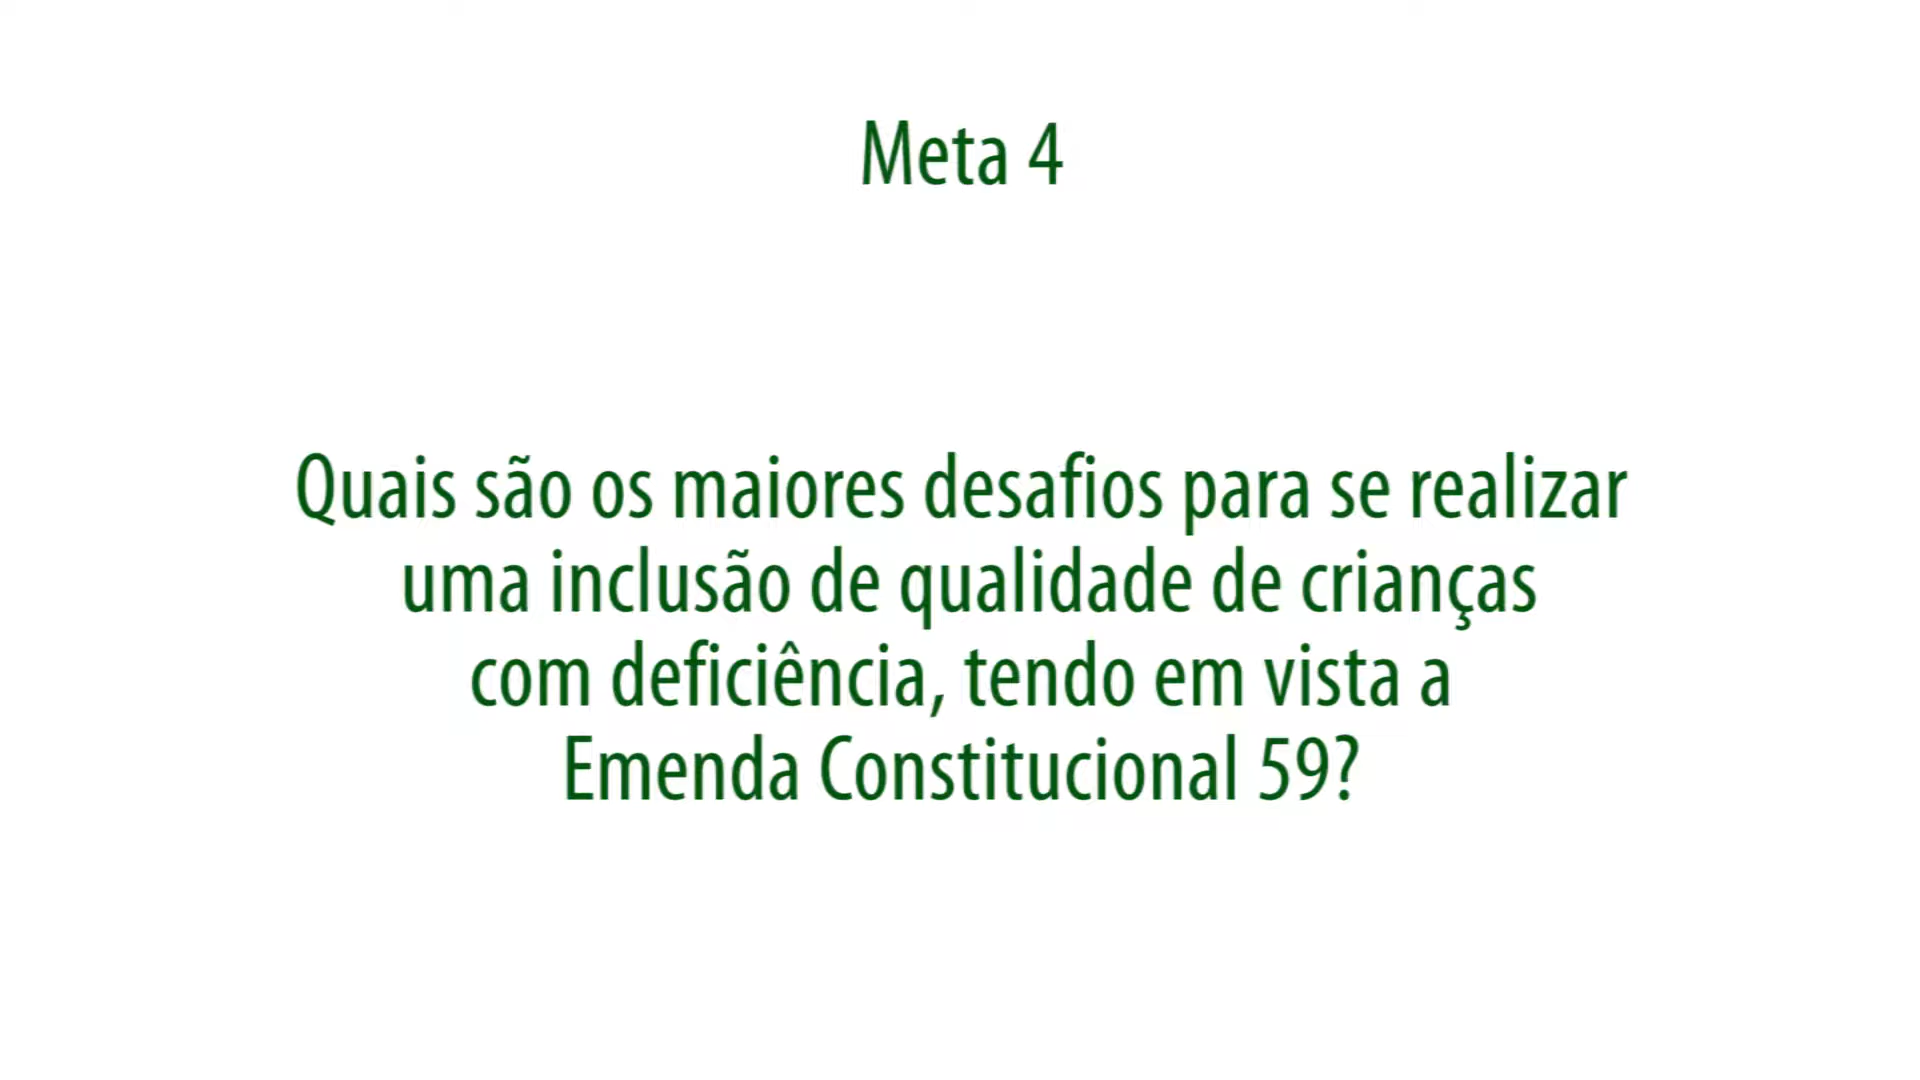 Meta 4
Quais são os maiores desafios para se realizar
uma inclusão de qualidade de crianças
com deficiência, tendo em vista a
Emenda Constitucional 59?